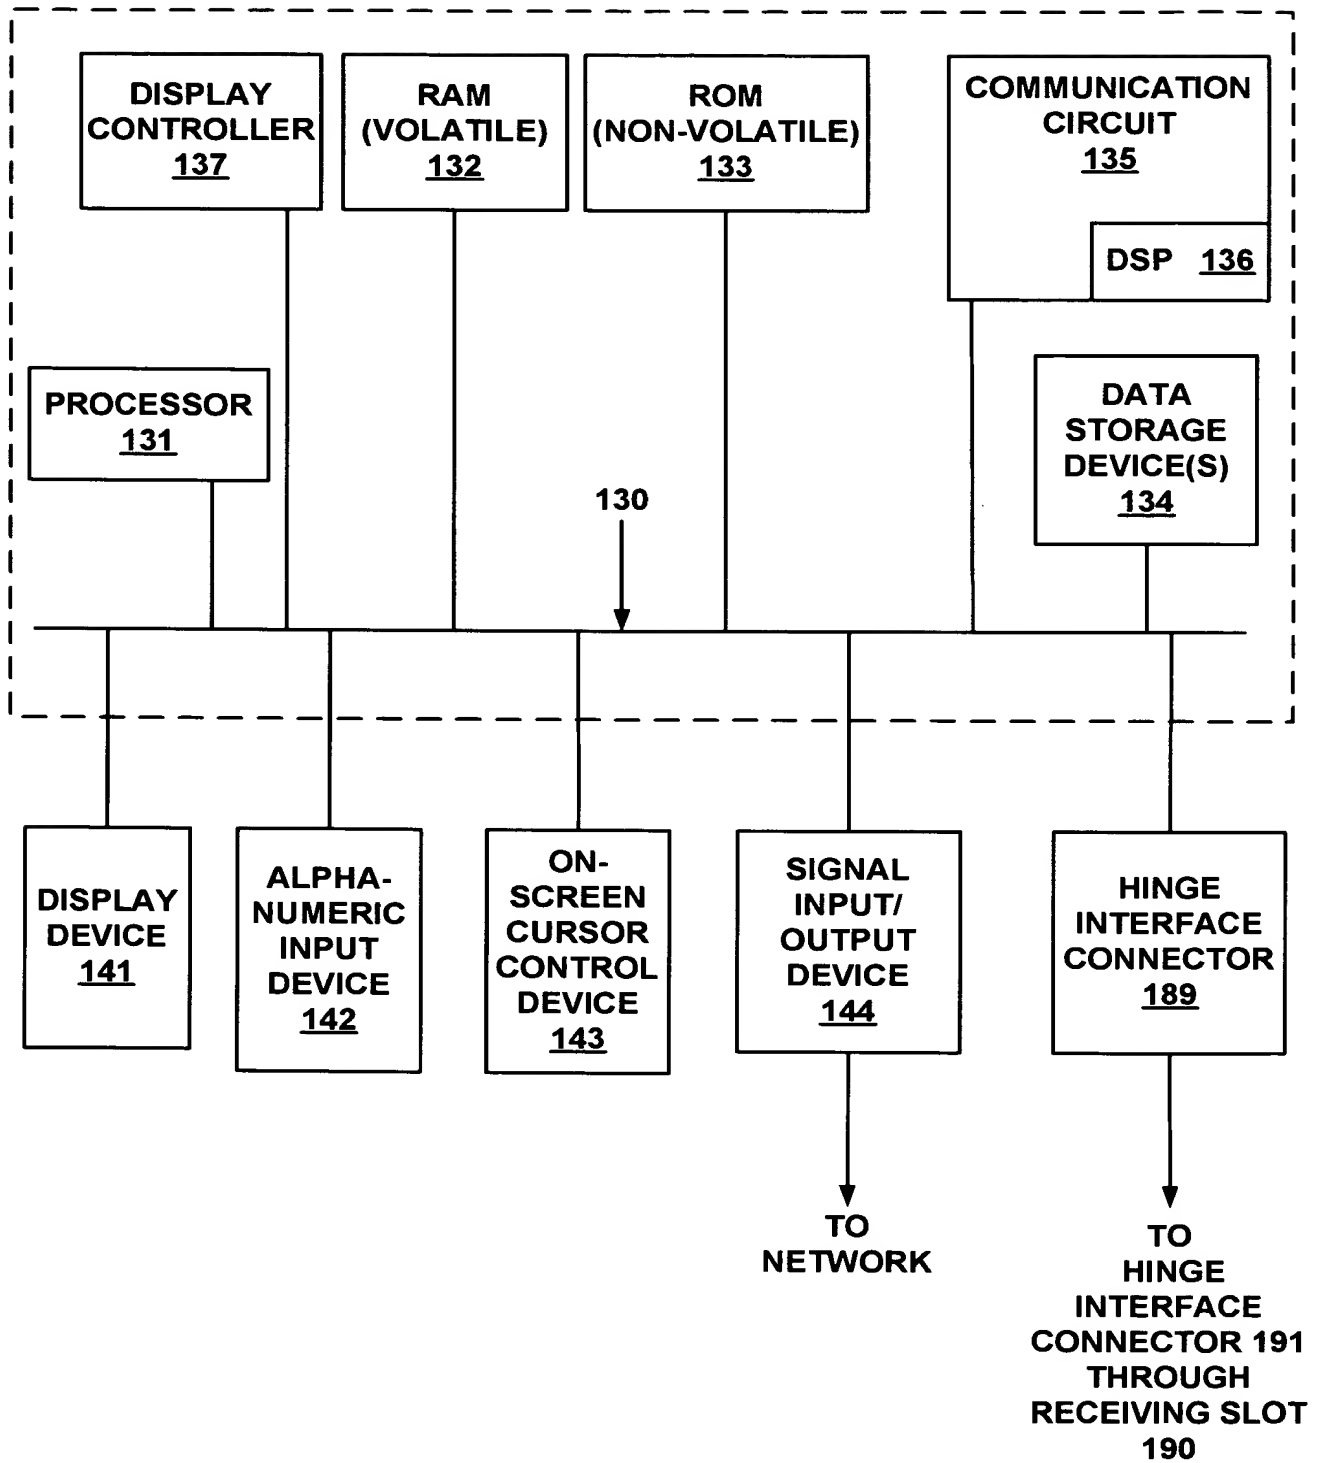 DISPLAY
CONTROLLER
137
RAM
(VOLATILE)
132
ROM
(NON-VOLATILE)
133
COMMUNICATION
CIRCUIT
135
DSP 136
PROCESSOR
131
DATA
STORAGE
DEVICE(S)
134
130
DISPLAY
DEVICE
141
ALPHA-
NUMERIC
INPUT
DEVICE
142
ON-
SCREEN
CURSOR
CONTROL
DEVICE
143
SIGNAL
INPUT/
OUTPUT
DEVICE
144
HINGE
INTERFACE
CONNECTOR
189
TO
NETWORK
TO
HINGE
INTERFACE
CONNECTOR 191
THROUGH
RECEIVING SLOT
190